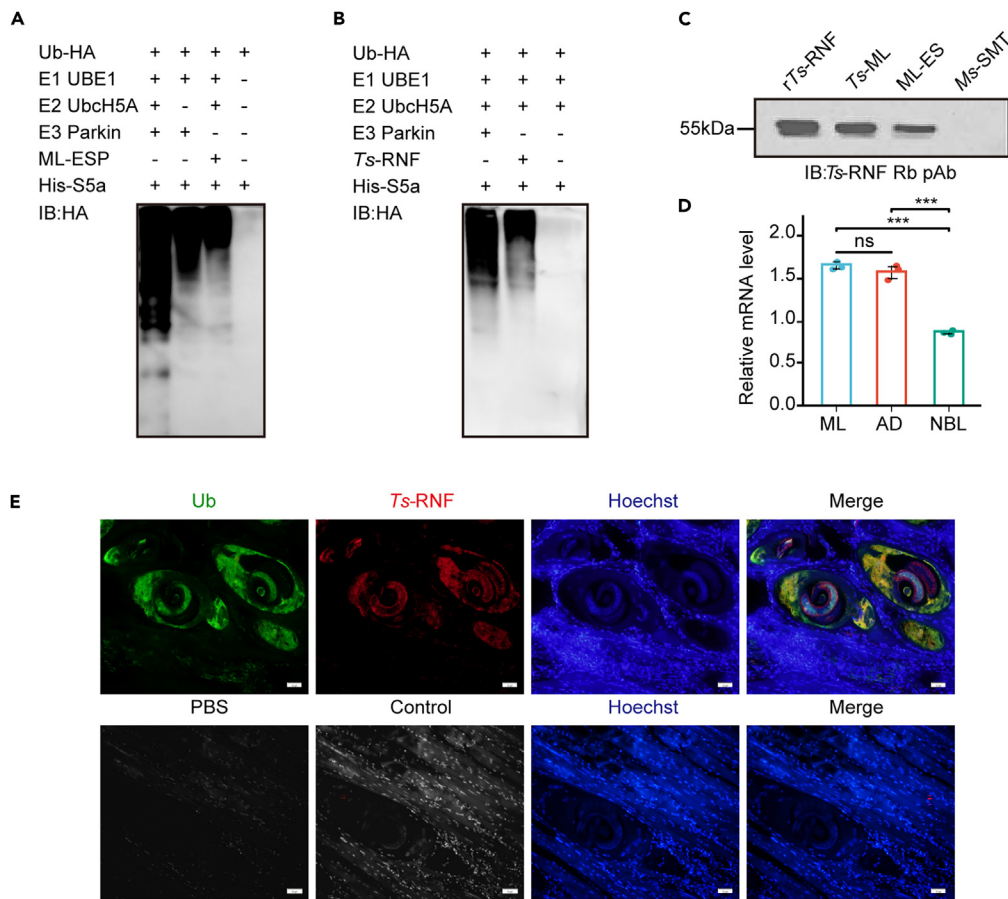 A
Ub-HA + + + +
E1 UBE1 + + + -
E2 UbcH5A + - + -
E3 Parkin + + - -
ML-ESP - - + -
His-S5a + + + +
IB:HA
B
Ub-HA + + +
E1 UBE1 + + +
E2 UbcH5A + + +
E3 Parkin + - -
Ts-RNF - + -
His-S5a + + +
IB:HA
C
rTs-RNF Ts-ML ML-ES Ms-SMT
55kDa
IB:Ts-RNF Rb pAb
D
***
***
ns
Relative mRNA level
2.0
1.5
1.0
0.5
0.0
ML AD NBL
E
Ub Ts-RNF Hoechst Merge
PBS Control Hoechst Merge